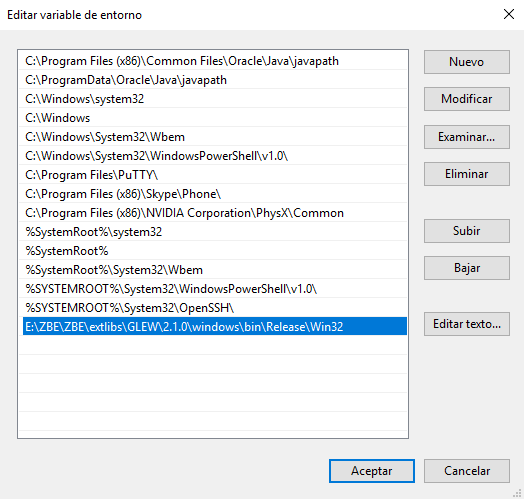 Editar variable de entorno
C:\Program Files (x86)\Common Files\Oracle\Java\javapath
C:\ProgramData\Oracle\Java\javapath
C:\Windows\system32
C:\Windows
C:\Windows\System32\Wbem
C:\Windows\System32\WindowsPowerShell\v1.0\
C:\Program Files\PuTTY\
C:\Program Files (x86)\Skype\Phone\
C:\Program Files (x86)\NVIDIA Corporation\PhysX\Common
%SystemRoot%\system32
%SystemRoot%
%SystemRoot%\System32\Wbem
%SYSTEMROOT%\System32\WindowsPowerShell\v1.0\
%SYSTEMROOT%\System32\OpenSSH\
E:\ZBE\ZBE\extlibs\GLEW\2.1.0\windows\bin\Release\Win32
Nuevo
Modificar
Examinar...
Eliminar
Subir
Bajar
Editar texto...
Aceptar
Cancelar